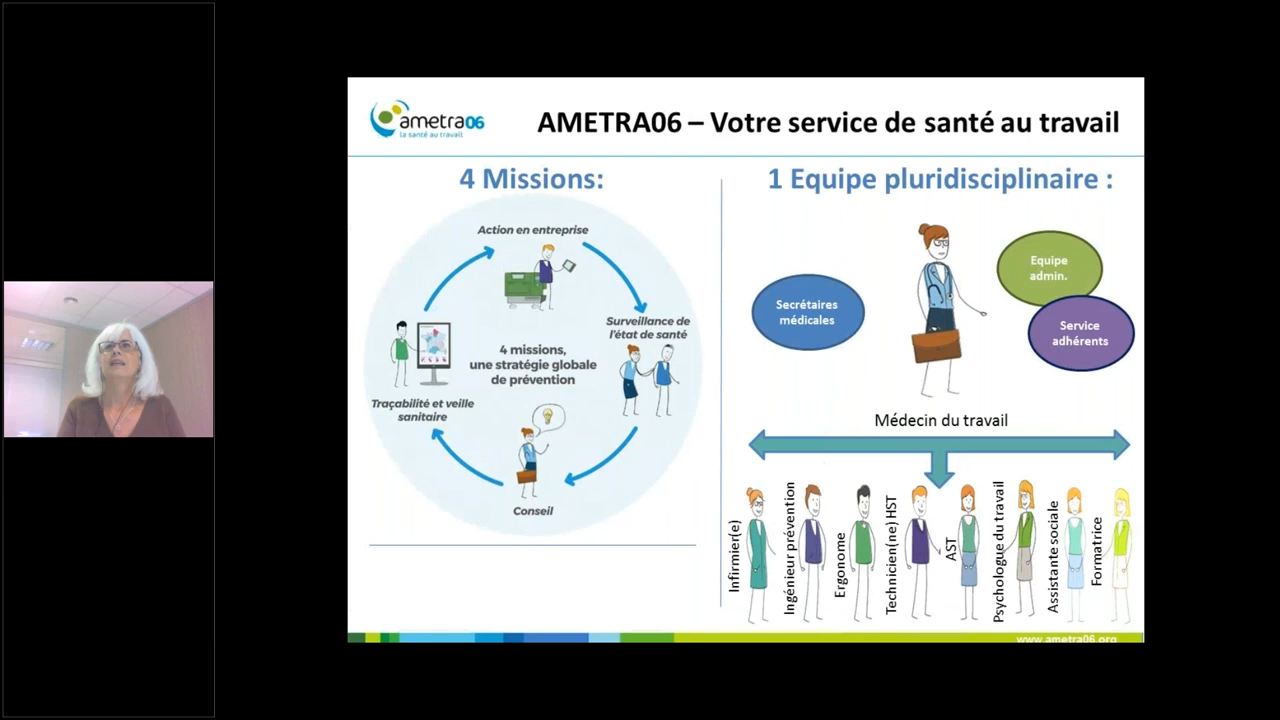 ametra06
la santé au travail
AMETRA06 – Votre service de santé au travail
4 Missions:
Action en entreprise
Surveillance de
l'état de santé
4 missions,
une stratégie globale
de prévention
Traçabilité et veille
sanitaire
Conseil
1 Equipe pluridisciplinaire :
Secrétaires
médicales
Equipe
admin.
Service
adhérents
Médecin du travail
Infirmier(e)
Ingénieur prévention
Ergonome
Technicien(ne) HST
AST
Psychologue du travail
Assistante sociale
Formatrice
www.ametra06.org